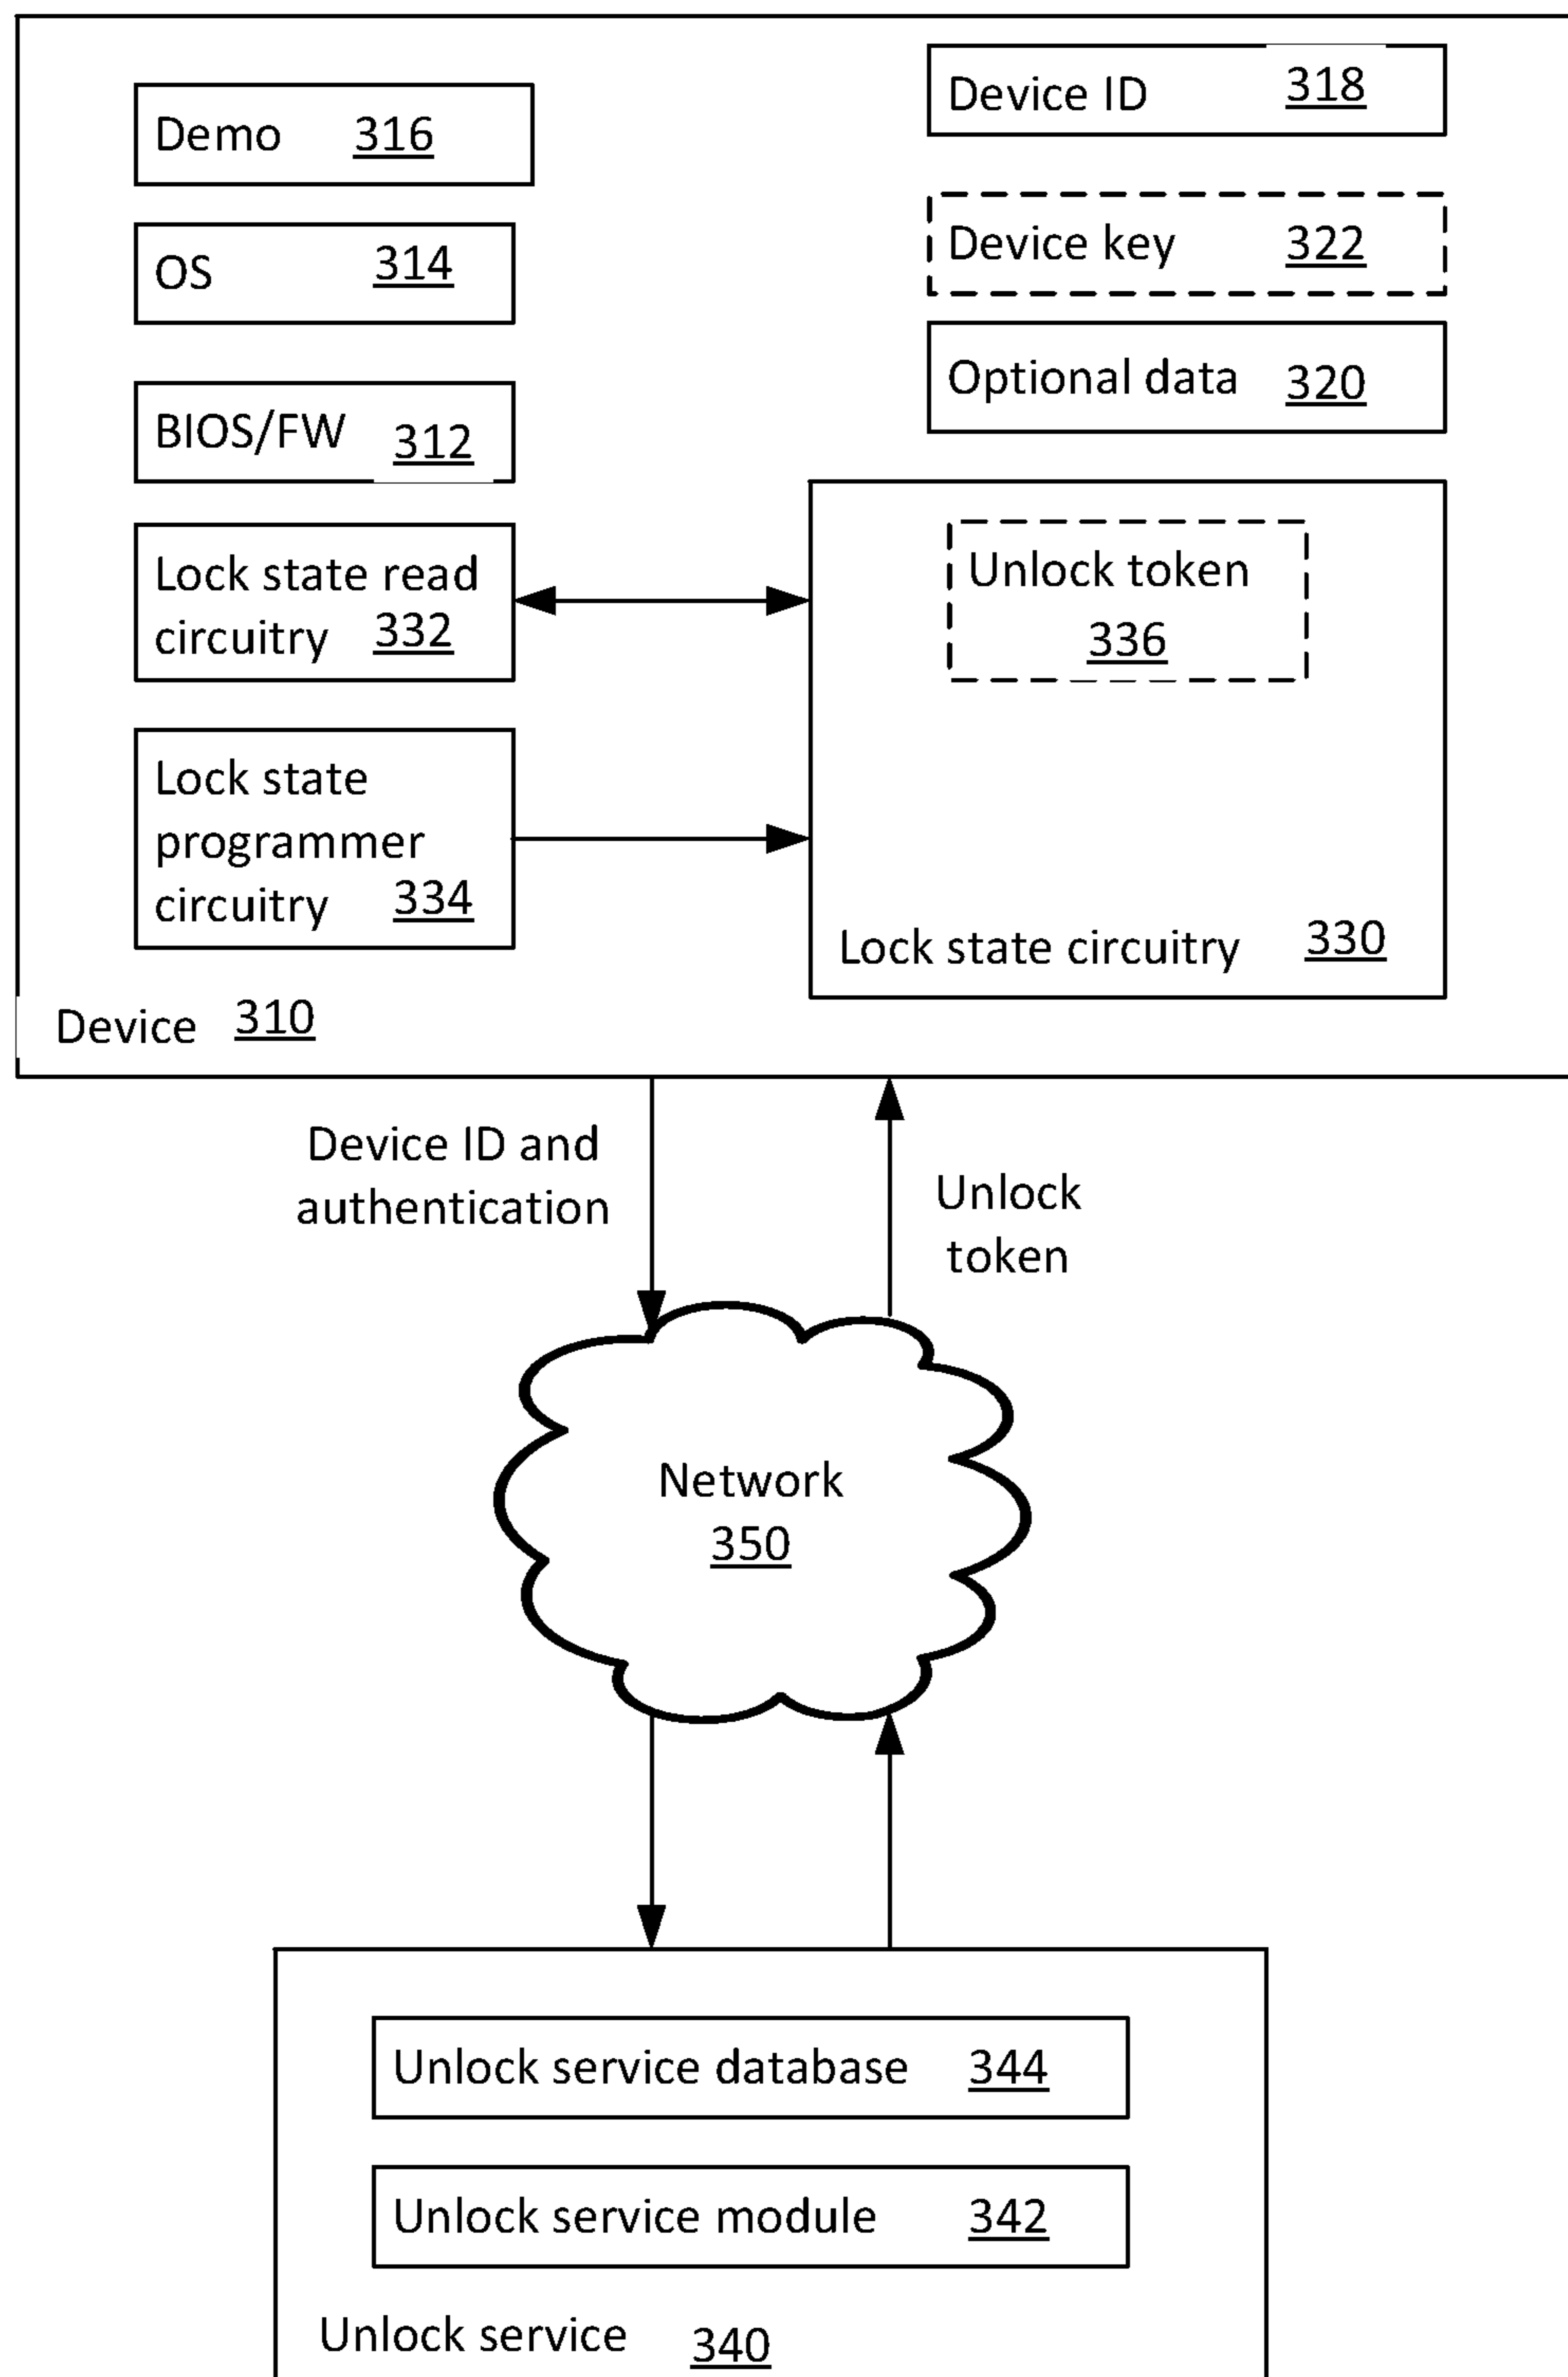 Demo 316
OS 314
BIOS/FW 312
Lock state read
circuitry 332
Lock state
programmer
circuitry 334
Device ID 318
Device key 322
Optional data 320
Unlock token
336
Lock state circuitry 330
Device 310
Device ID and
authentication
Unlock
token
Network
350
Unlock service database 344
Unlock service module 342
Unlock service 340